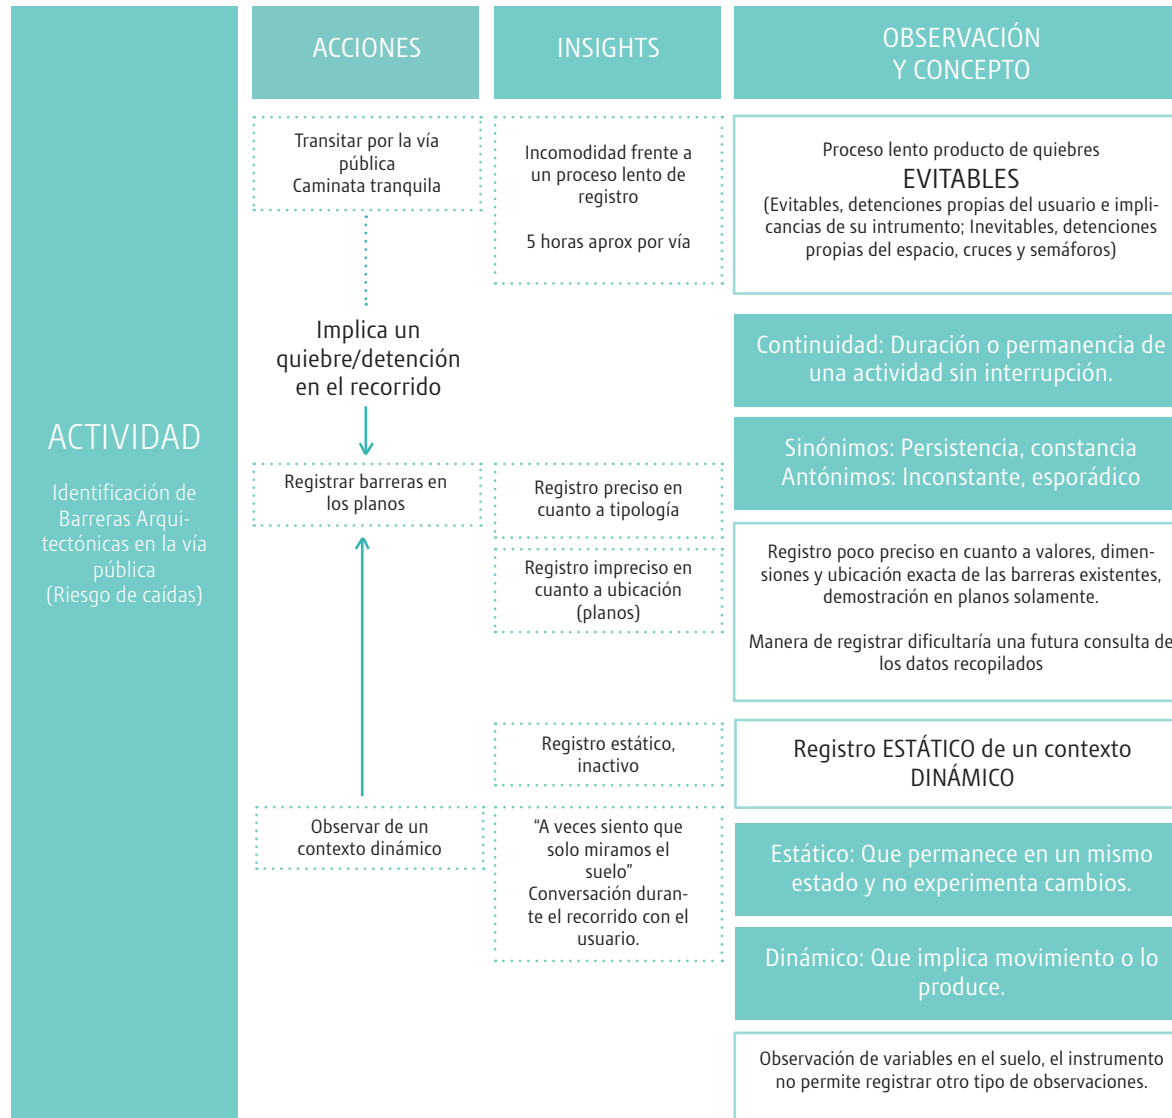 ACTIVIDAD
Identificación de
Barreras Arqui-
tectónicas en la vía
pública
(Riesgo de caídas)
ACCIONES
Transitar por la vía
pública
Caminata tranquila
Implica un
quiebre/detención
en el recorrido
Registrar barreras en
los planos
Observar de un
contexto dinámico
INSIGHTS
Incomodidad frente a
un proceso lento de
registro
5 horas aprox por vía
Registro preciso en
cuanto a tipología
Registro impreciso en
cuanto a ubicación
(planos)
Registro estático,
inactivo
“A veces siento que
solo miramos el
suelo”
Conversación duran-
te el recorrido con el
usuario.
OBSERVACIÓN
Y CONCEPTO
Proceso lento producto de quiebres
EVITABLES
(Evitables, detenciones propias del usuario e impli-
cancias de su intrumento; Inevitables, detenciones
propias del espacio, cruces y semáforos)
Continuidad: Duración o permanencia de
una actividad sin interrupción.
Sinónimos: Persistencia, constancia
Antónimos: Inconstante, esporádico
Registro poco preciso en cuanto a valores, dimen-
siones y ubicación exacta de las barreras existentes,
demostración en planos solamente.
Manera de registrar dificultaría una futura consulta de
los datos recopilados
Registro ESTÁTICO de un contexto
DINÁMICO
Estático: Que permanece en un mismo
estado y no experimenta cambios.
Dinámico: Que implica movimiento o lo
produce.
Observación de variables en el suelo, el instrumento
no permite registrar otro tipo de observaciones.